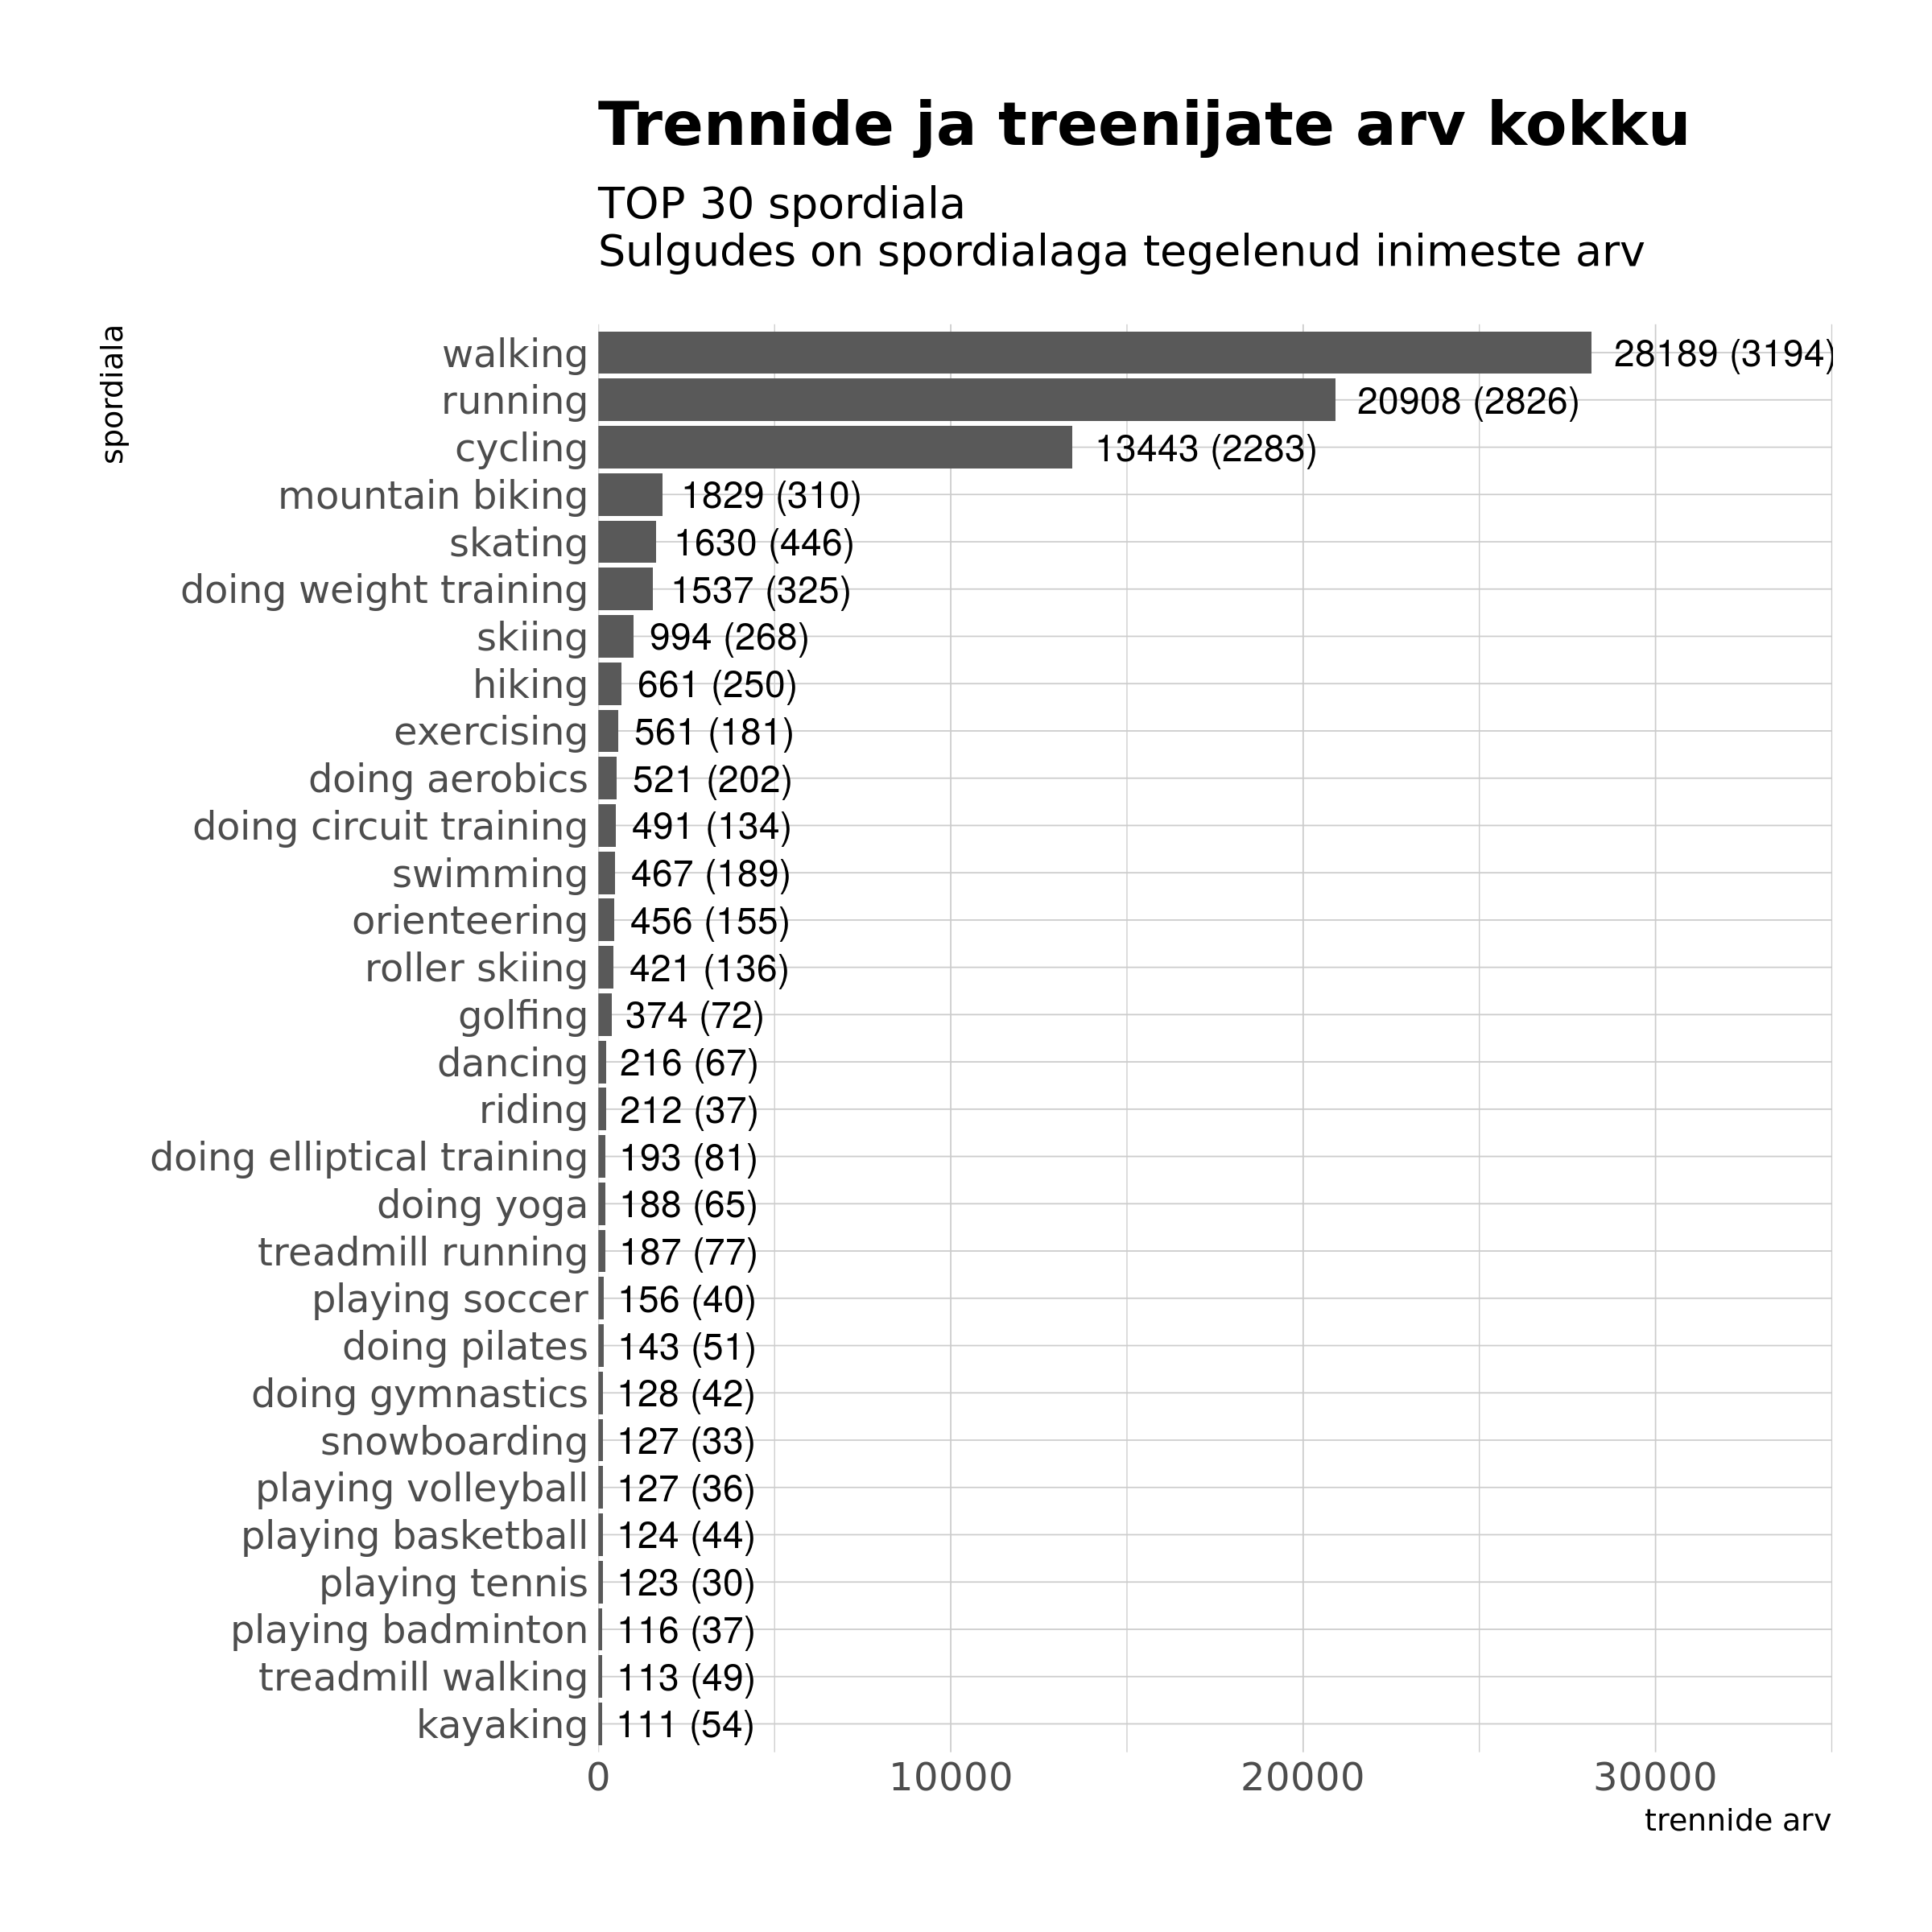 Trennide ja treenijate arv kokku
TOP 30 spordiala
Sulgudes on spordialaga tegelenud inimeste arv
spordiala
walking 28189 (3194)
running 20908 (2826)
cycling 13443 (2283)
mountain biking 1829 (310)
skating 1630 (446)
doing weight training 1537 (325)
skiing 994 (268)
hiking 661 (250)
exercising 561 (181)
doing aerobics 521 (202)
doing circuit training 491 (134)
swimming 467 (189)
orienteering 456 (155)
roller skiing 421 (136)
golfing 374 (72)
dancing 216 (67)
riding 212 (37)
doing elliptical training 193 (81)
doing yoga 188 (65)
treadmill running 187 (77)
playing soccer 156 (40)
doing pilates 143 (51)
doing gymnastics 128 (42)
snowboarding 127 (33)
playing volleyball 127 (36)
playing basketball 124 (44)
playing tennis 123 (30)
playing badminton 116 (37)
treadmill walking 113 (49)
kayaking 111 (54)
0 10000 20000 30000
trennide arv